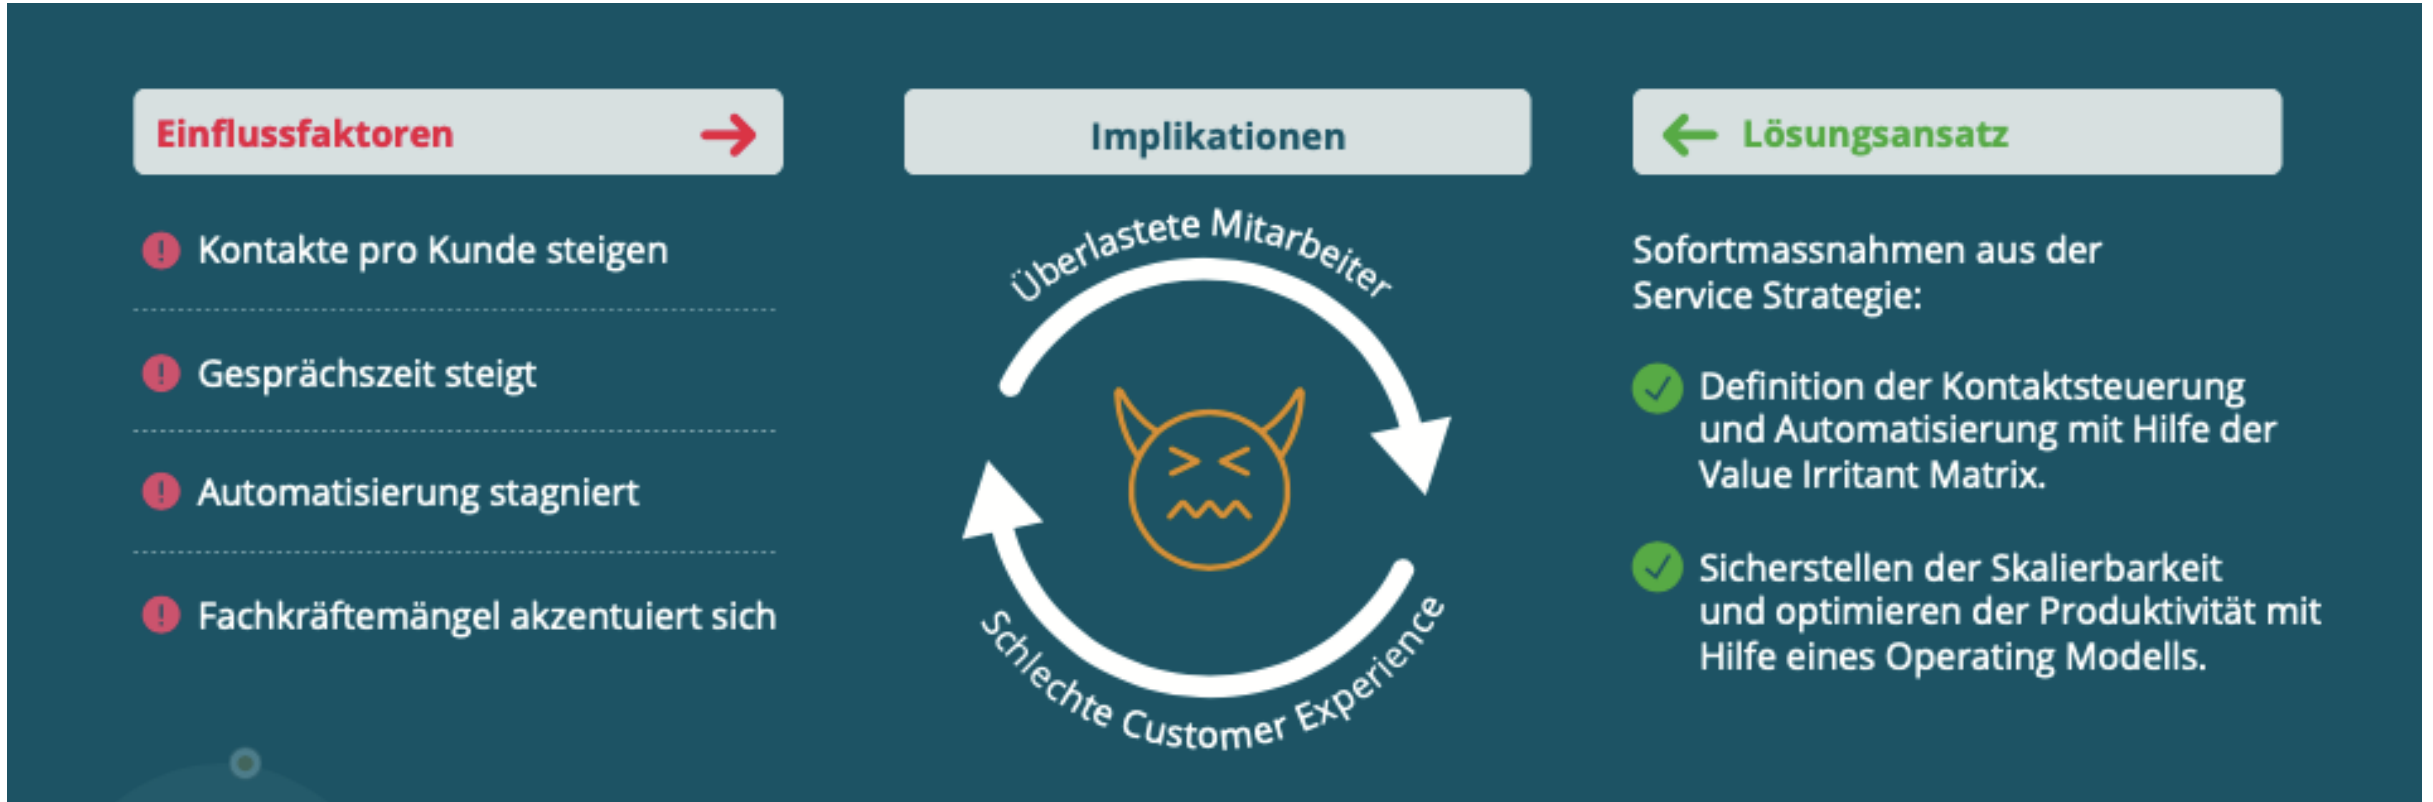 Einflussfaktoren
Kontakte pro Kunde steigen
Gesprächszeit steigt
Automatisierung stagniert
Fachkräftemängel akzentuiert sich
Implikationen
Überlastete Mitarbeiter
Schlechte Customer Experience
Lösungsansatz
Sofortmassnahmen aus der
Service Strategie:
Definition der Kontaktsteuerung
und Automatisierung mit Hilfe der
Value Irritant Matrix.
Sicherstellen der Skalierbarkeit
und optimieren der Produktivität mit
Hilfe eines Operating Modells.